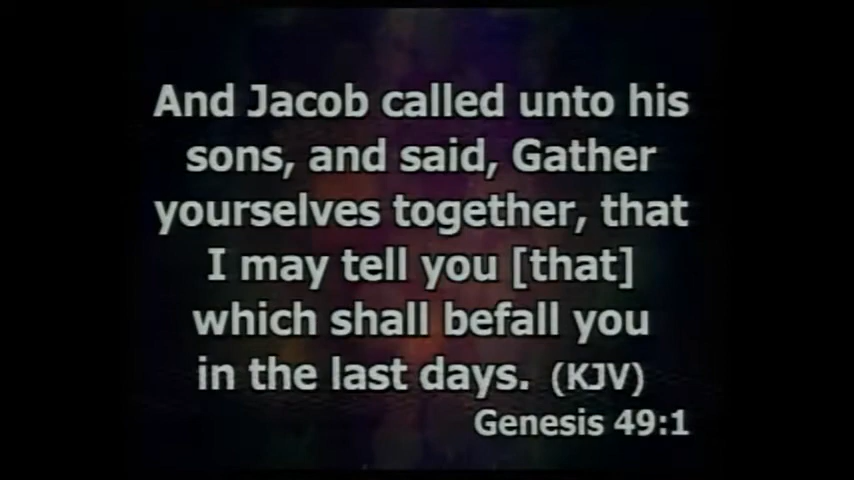 And Jacob called unto his
sons, and said, Gather
yourselves together, that
I may tell you [that]
which shall befall you
in the last days. (KJV)
Genesis 49:1